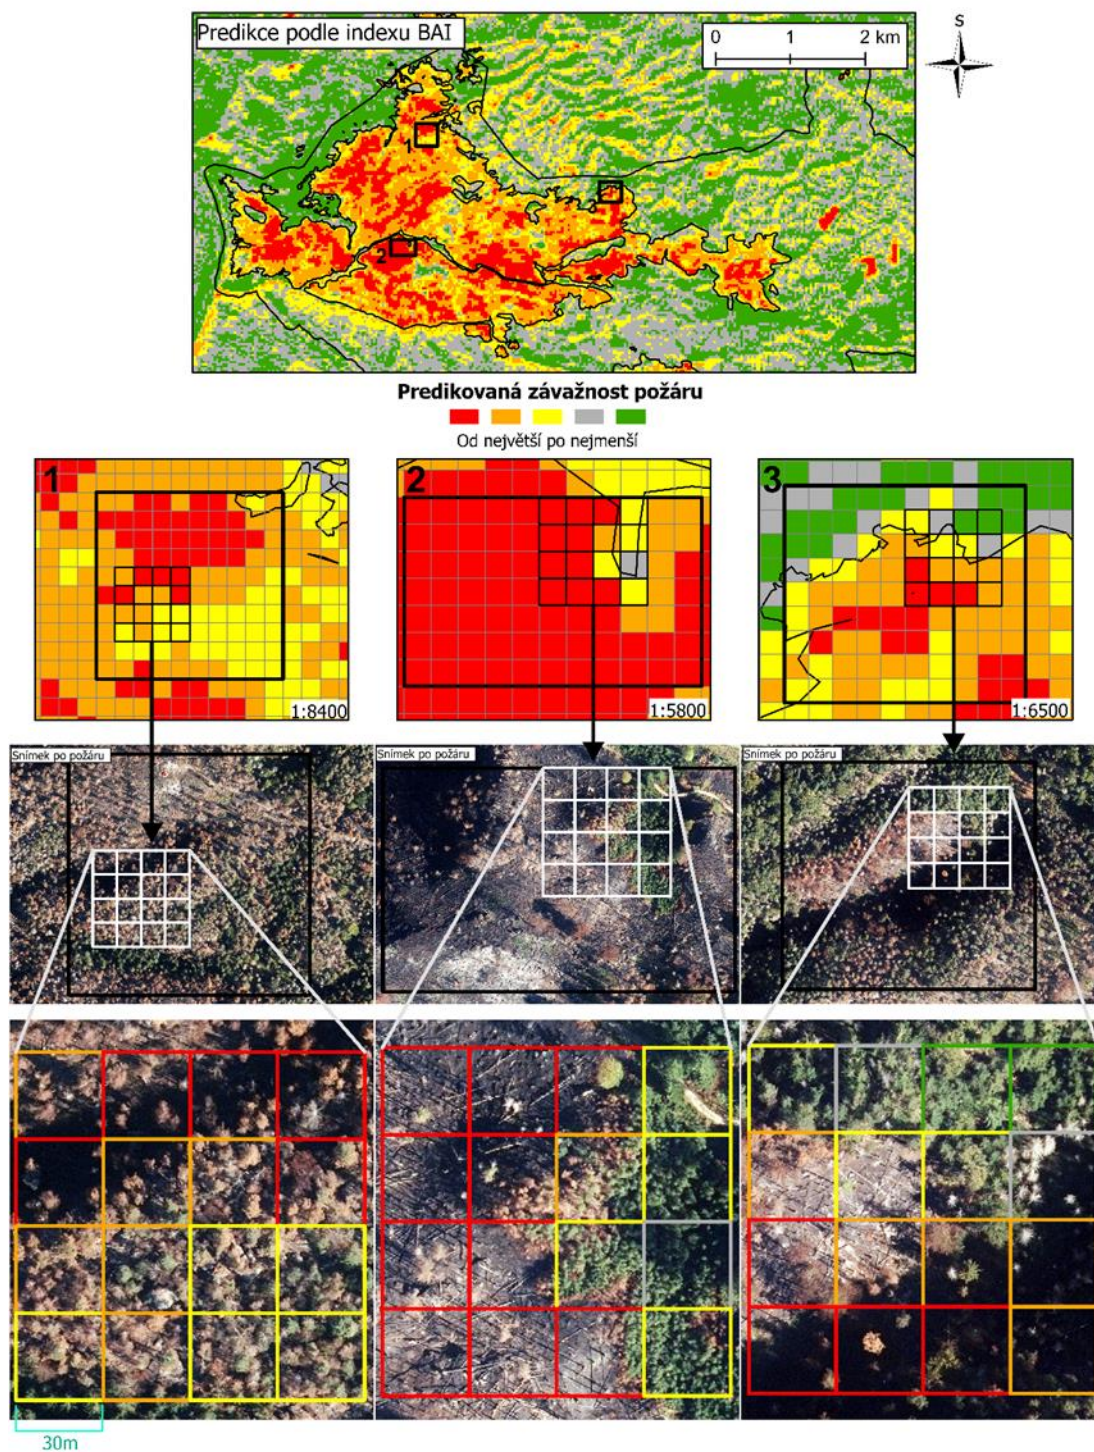 Predikce podle indexu BAI
0 1 2 km
S
1
2
Predikovaná závažnost požáru
Od největší po nejmenší
1
1:8400
2
1:5800
3
1:6500
Snímek po požáru
Snímek po požáru
Snímek po požáru
30m